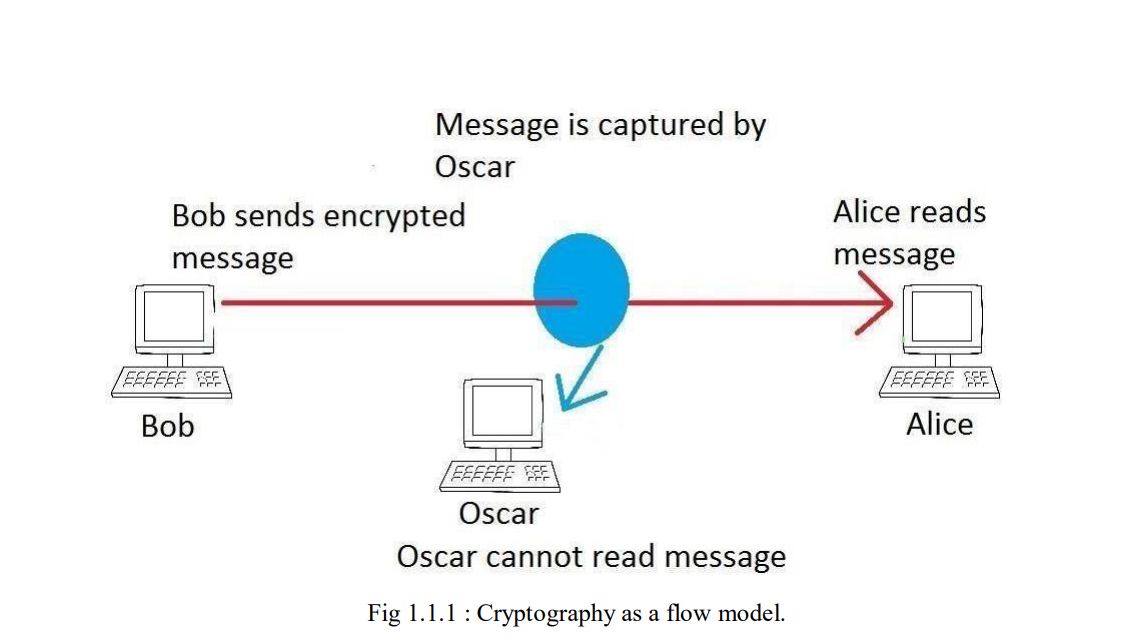 Message is captured by
Oscar
Bob sends encrypted
message
Alice reads
message
Bob
Alice
Oscar
Oscar cannot read message
Fig 1.1.1 : Cryptography as a flow model.